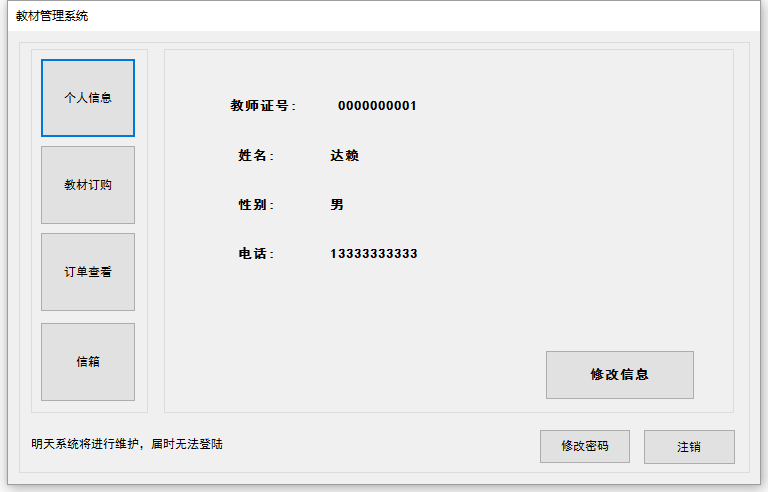 教材管理系统
个人信息
教师证号： 0000000001
姓名： 达赖
教材订购
性别： 男
电话： 13333333333
订单查看
信箱
修改信息
明天系统将进行维护，届时无法登陆
修改密码
注销